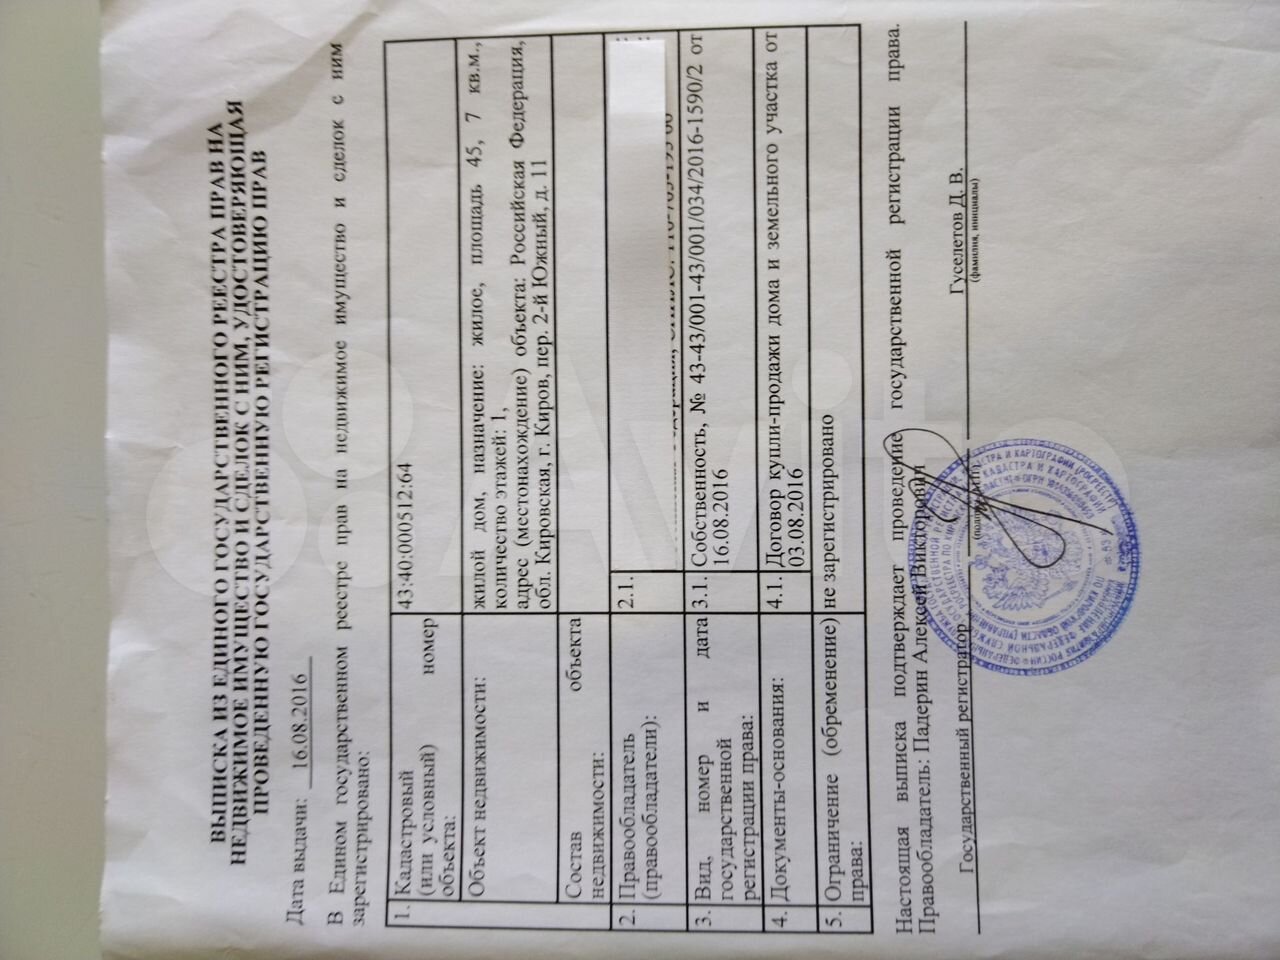 ВЫПИСКА ИЗ ЕДИНОГО ГОСУДАРСТВЕННОГО РЕЕСТРА ПРАВ НА
НЕДВИЖИМОЕ ИМУЩЕСТВО И СДЕЛОК С НИМ, УДОСТОВЕРЯЮЩАЯ
ПРОВЕДЕННУЮ ГОСУДАРСТВЕННУЮ РЕГИСТРАЦИЮ ПРАВ
Дата выдачи: 16.08.2016
В Едином государственном реестре прав на недвижимое имущество и сделок с ним
зарегистрировано:
1. Кадастровый
(или условный) номер
объекта:
43:40:000512:64
Объект недвижимости:
жилой дом, назначение: жилое, площадь 45, 7 кв.м.,
количество этажей: 1,
адрес (местонахождение) объекта: Российская Федерация,
обл. Кировская, г. Киров, пер. 2-й Южный, д. 11
Состав объекта
недвижимости:
2. Правообладатель
(правообладатели):
2.1.
3. Вид, номер и дата
государственной
регистрации права:
3.1. Собственность, № 43-43/001-43/001/034/2016-1590/2 от
16.08.2016
4. Документы-основания:
4.1. Договор купли-продажи дома и земельного участка от
03.08.2016
5. Ограничение (обременение)
права:
не зарегистрировано
Настоящая выписка подтверждает проведение государственной регистрации права.
Правообладатель: Падерин Алексей Викторович
Государственный регистратор
Гуселетов Д. В.
(фамилия, инициалы)
Avito